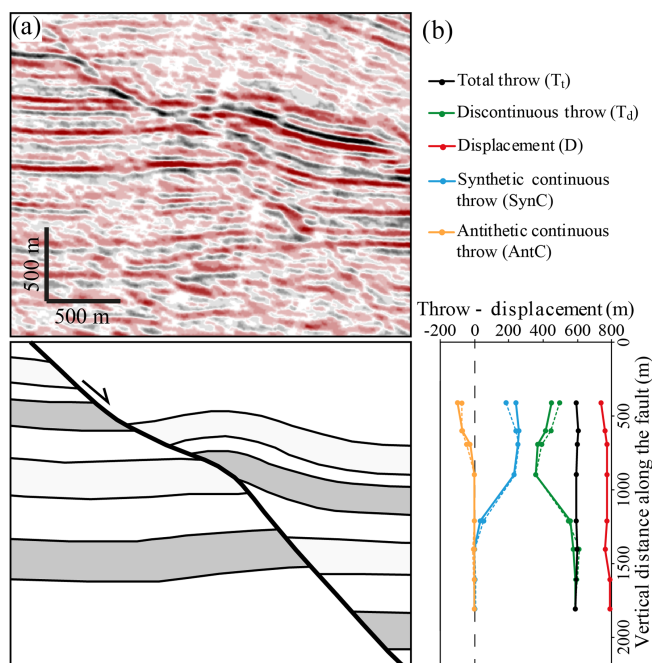 (a)
500 m
500 m
(b)
Total throw (Tt)
Discontinuous throw (Td)
Displacement (D)
Synthetic continuous
throw (SynC)
Antithetic continuous
throw (AntC)
Throw - displacement (m)
-200 0 200 400 600 800
0
500
1000
1500
2000
Vertical distance along the fault (m)